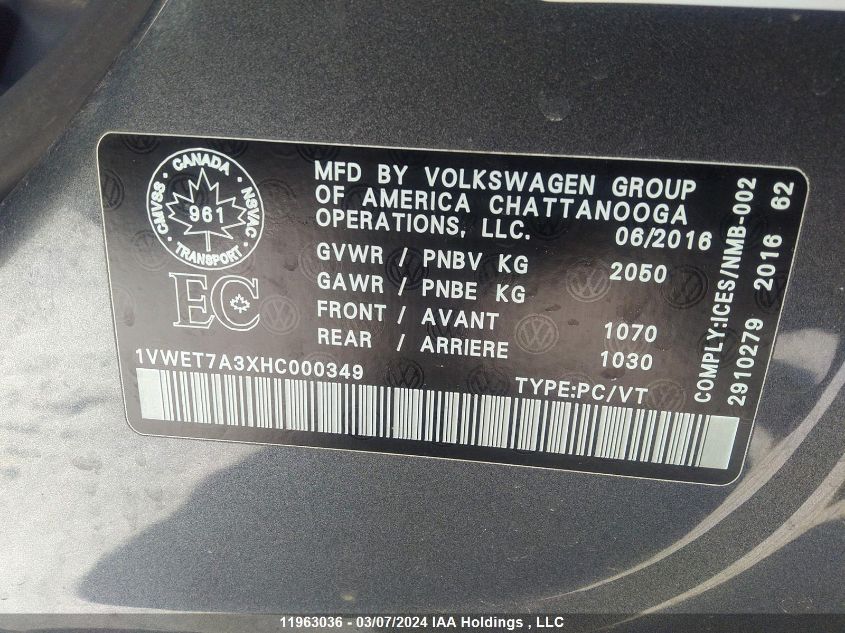 CANADA
CMVSS
961
NSVAC
TRANSPORT
EC
MFD BY VOLKSWAGEN GROUP
OF AMERICA CHATTANOOGA
OPERATIONS, LLC.
06/2016
GVWR / PNBV KG 2050
GAWR / PNBE KG
FRONT / AVANT 1070
REAR / ARRIERE 1030
1VWET7A3XHC000349
TYPE:PC/VT
COMPLY:ICES/NMB-002
2910279 2016 62
11963036 - 03/07/2024 IAA Holdings , LLC